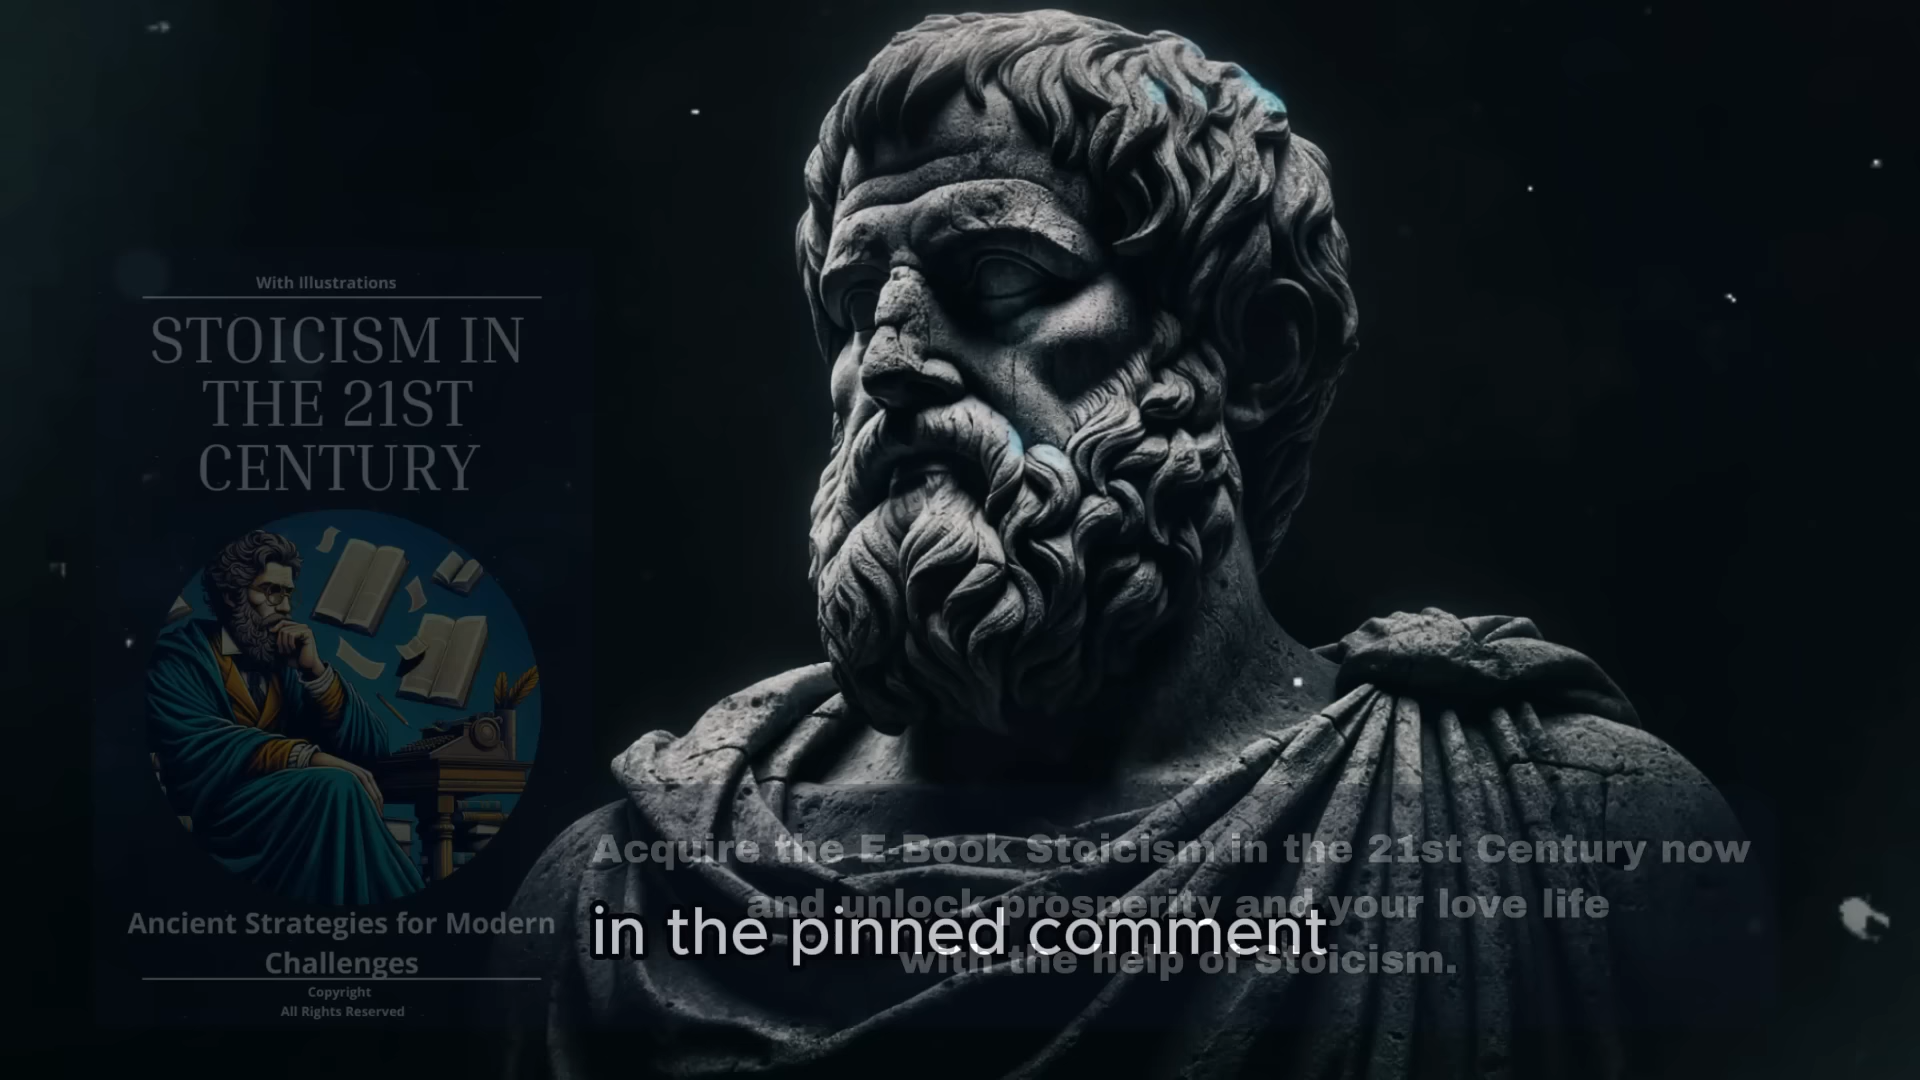 With Illustrations
STOICISM IN
THE 21ST
CENTURY
Ancient Strategies for Modern
Challenges
Copyright
All Rights Reserved
Acquire the E-Book Stoicism in the 21st Century now
and unlock prosperity and your love life
with the help of Stoicism.
in the pinned comment